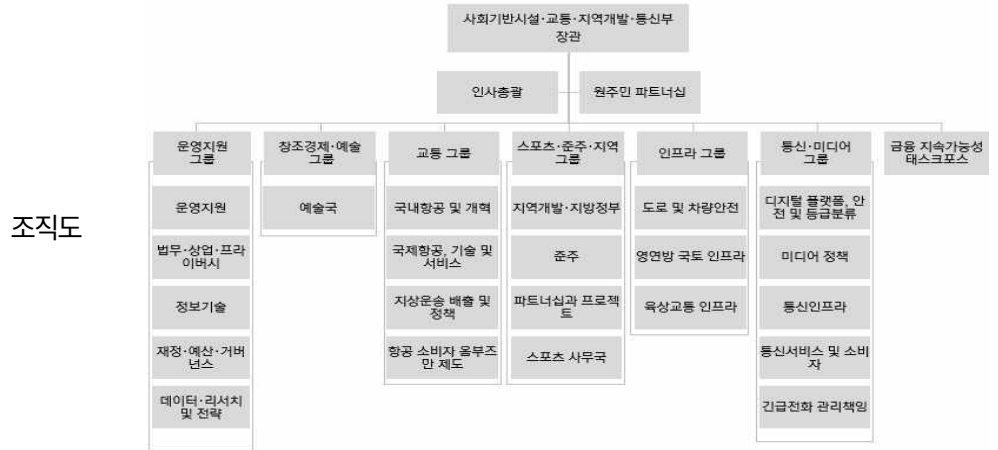 조직도
사회기반시설·교통·지역개발·통신부
장관
인사총괄
원주민 파트너십
운영지원
그룹
운영지원
법무·상업·프라
이버시
정보기술
재정·예산·거버
넌스
데이터·리서치
및 전략
창조경제·예술
그룹
예술국
교통 그룹
국내항공 및 개혁
국제항공, 기술 및
서비스
지상운송 배출 및
정책
항공 소비자 옴부즈
만 제도
스포츠·준주·지역
그룹
지역개발·지방정부
준주
파트너십과 프로젝
트
스포츠 사무국
인프라 그룹
도로 및 차량안전
영연방 국토 인프라
육상교통 인프라
통신·미디어
그룹
디지털 플랫폼, 안
전 및 등급분류
미디어 정책
통신인프라
통신서비스 및 소비
자
긴급전화 관리책임
금융 지속가능성
태스크포스